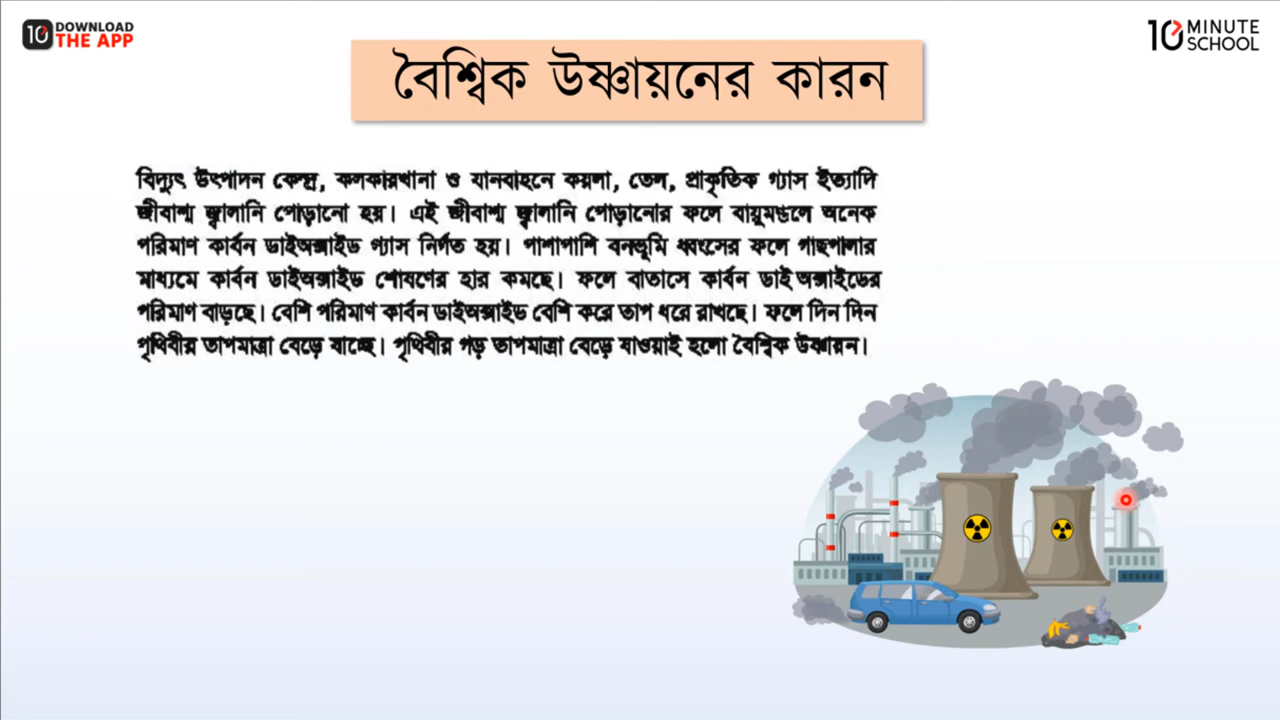 10 DOWNLOAD THE APP
10 MINUTE SCHOOL
বৈশ্বিক উষ্ণায়নের কারন
বিদ্যুৎ উৎপাদন কেন্দ্র, কলকারখানা ও যানবাহনে কয়লা, তেল, প্রাকৃতিক গ্যাস ইত্যাদি
জীবাশ্ম জ্বালানি পোড়ানো হয়। এই জীবাশ্ম জ্বালানি পোড়ানোর ফলে বায়ুমণ্ডলে অনেক
পরিমাণ কার্বন ডাইঅক্সাইড গ্যাস নির্গত হয়। পাশাপাশি বনভূমি ধ্বংসের ফলে গাছপালার
মাধ্যমে কার্বন ডাইঅক্সাইড শোষণের হার কমছে। ফলে বাতাসে কার্বন ডাইঅক্সাইডের
পরিমাণ বাড়ছে। বেশি পরিমাণ কার্বন ডাইঅক্সাইড বেশি করে তাপ ধরে রাখছে। ফলে দিন দিন
পৃথিবীর তাপমাত্রা বেড়ে যাচ্ছে। পৃথিবীর গড় তাপমাত্রা বেড়ে যাওয়াই হলো বৈশ্বিক উষ্ণায়ন।